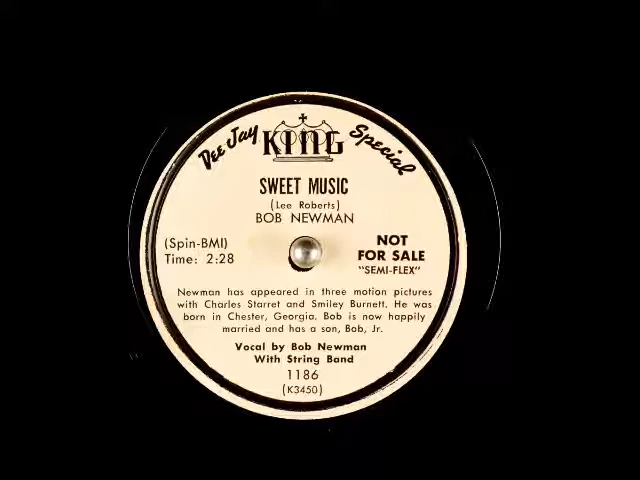 Dee Jay KING Special
SWEET MUSIC
(Lee Roberts)
BOB NEWMAN
(Spin-BMI)
Time: 2:28
NOT
FOR SALE
"SEMI-FLEX"
Newman has appeared in three motion pictures
with Charles Starret and Smiley Burnett. He was
born in Chester, Georgia. Bob is now happily
married and has a son, Bob, Jr.
Vocal by Bob Newman
With String Band
1186
(K3450)